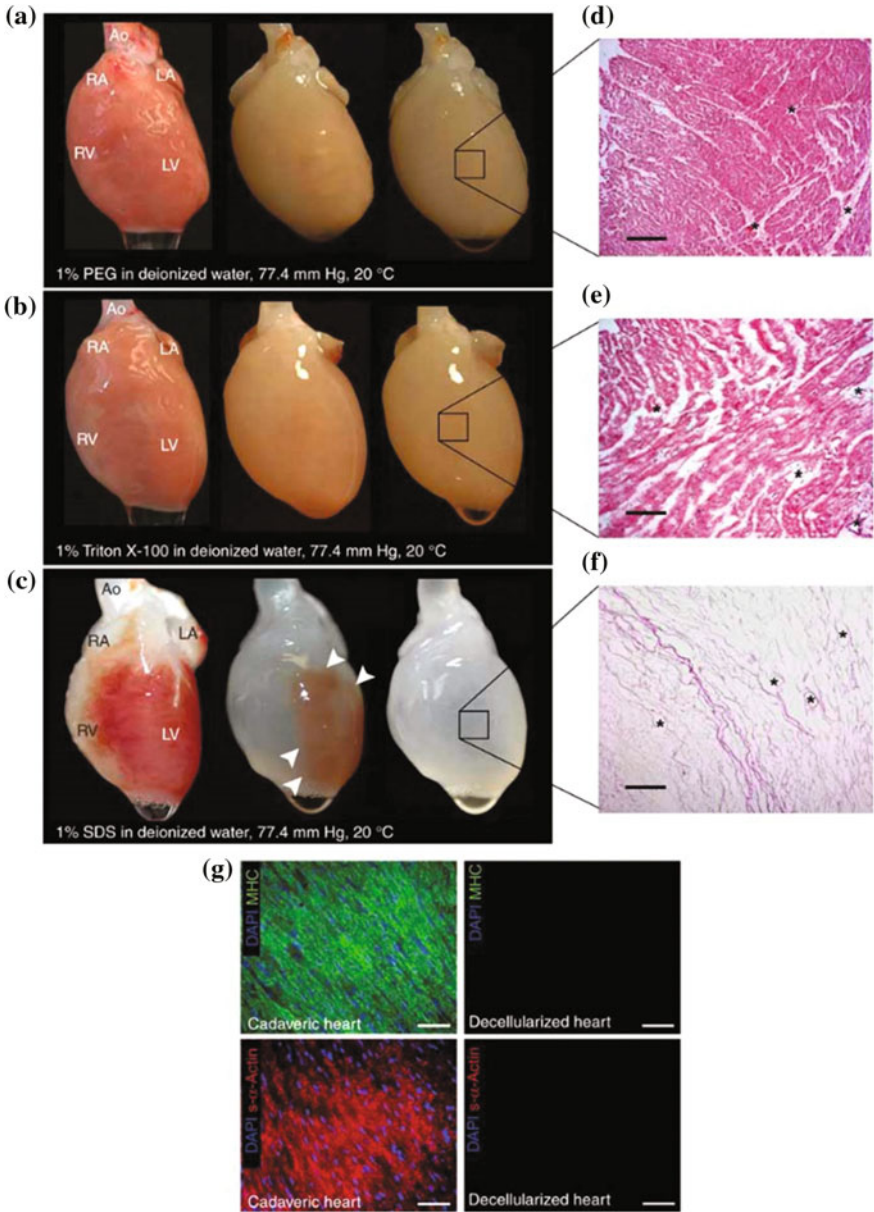 (a)
Ao
RA
LA
RV
LV
1% PEG in deionized water, 77.4 mm Hg, 20 °C
(d)
*
*
*
(b)
Ao
RA
LA
RV
LV
1% Triton X-100 in deionized water, 77.4 mm Hg, 20 °C
(e)
*
*
*
*
(c)
Ao
RA
LA
RV
LV
1% SDS in deionized water, 77.4 mm Hg, 20 °C
(f)
*
*
*
*
(g)
DAPI MHC
Cadaveric heart
DAPI MHC
Decellularized heart
DAPI s-α-Actin
Cadaveric heart
DAPI s-α-Actin
Decellularized heart